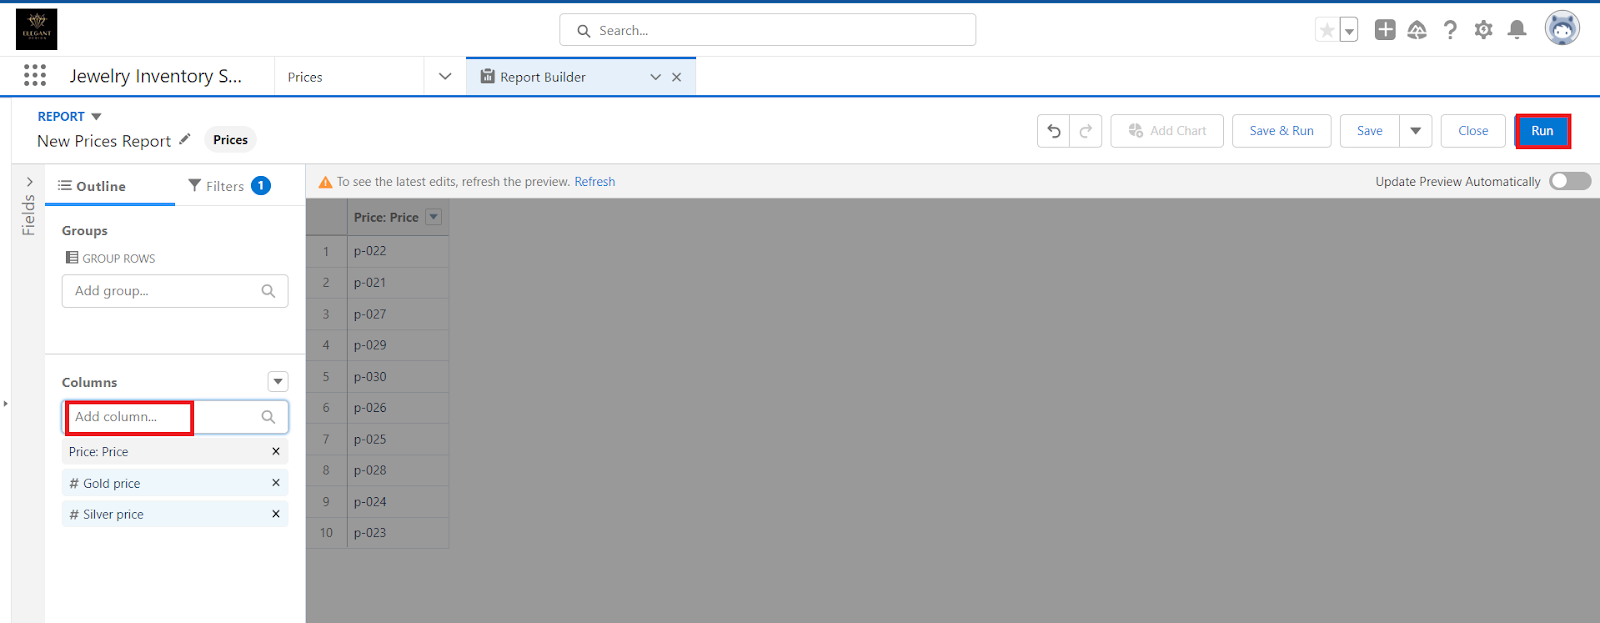 ELEGANT
Search...
Jewelry Inventory S...
Prices
Report Builder
REPORT
New Prices Report
Prices
Add Chart
Save & Run
Save
Close
Run
Fields
Outline
Filters
1
To see the latest edits, refresh the preview. Refresh
Update Preview Automatically
Groups
GROUP ROWS
Add group...
Columns
Add column...
Price: Price
# Gold price
# Silver price
Price: Price
1 p-022
2 p-021
3 p-027
4 p-029
5 p-030
6 p-026
7 p-025
8 p-028
9 p-024
10 p-023